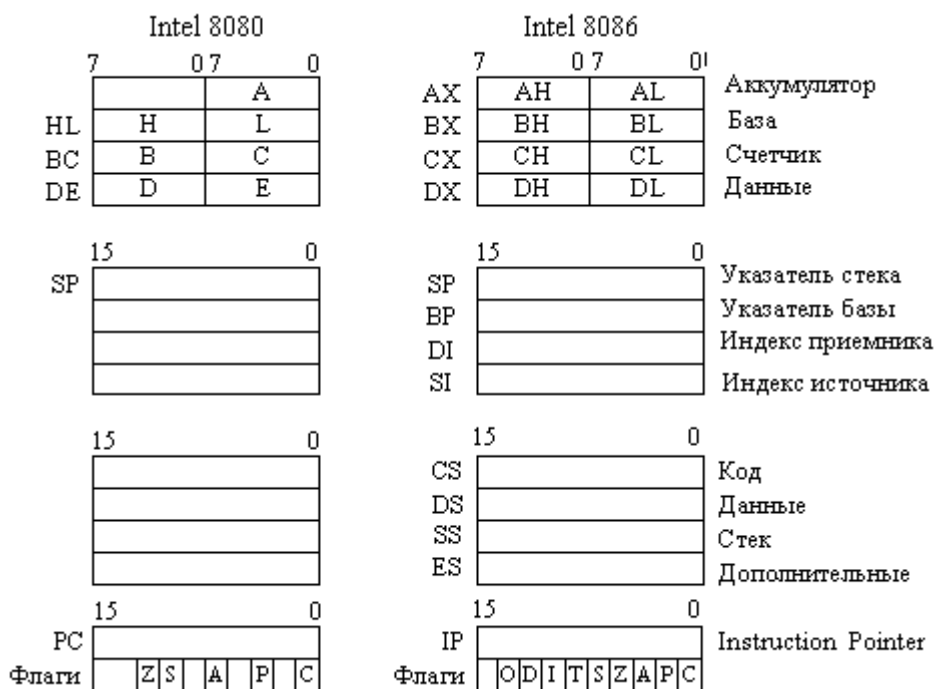 Intel 8080 Intel 8086
7 0 7 0 7 0 7 0
A AX AH AL Аккумулятор
HL H L BX BH BL База
BC B C CX CH CL Счетчик
DE D E DX DH DL Данные
15 0 15 0
SP SP Указатель стека
BP Указатель базы
DI Индекс приемника
SI Индекс источника
15 0 15 0
CS Код
DS Данные
SS Стек
ES Дополнительные
15 0 15 0
PC IP Instruction Pointer
Флаги Z S A P C Флаги O D I T S Z A P C